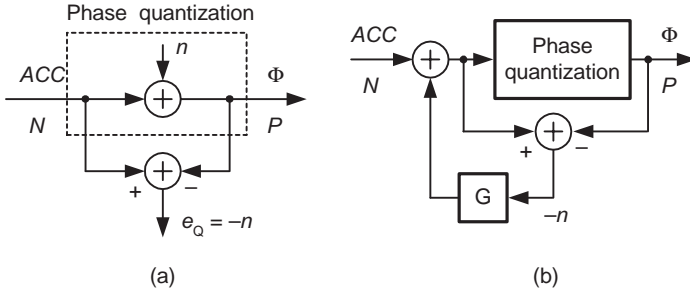 Phase quantization
n
ACC
Φ
N
P
+
−
e_Q = −n
(a)
ACC
Φ
N
Phase
quantization
P
+
−
G
−n
(b)